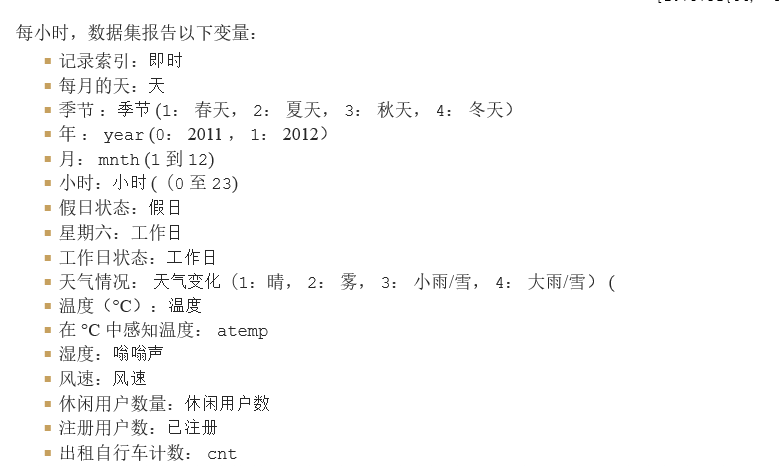 每小时，数据集报告以下变量：
记录索引：即时
每月的天：天
季节：季节 (1： 春天， 2： 夏天， 3： 秋天， 4： 冬天）
年： year (0： 2011， 1： 2012）
月： mnth (1 到 12)
小时：小时 (（0 至 23)
假日状态：假日
星期六：工作日
工作日状态：工作日
天气情况： 天气变化（1：晴， 2： 雾， 3： 小雨/雪， 4： 大雨/雪） (
温度（°C）：温度
在 °C 中感知温度： atemp
湿度：嗡嗡声
风速：风速
休闲用户数量：休闲用户数
注册用户数：已注册
出租自行车计数： cnt